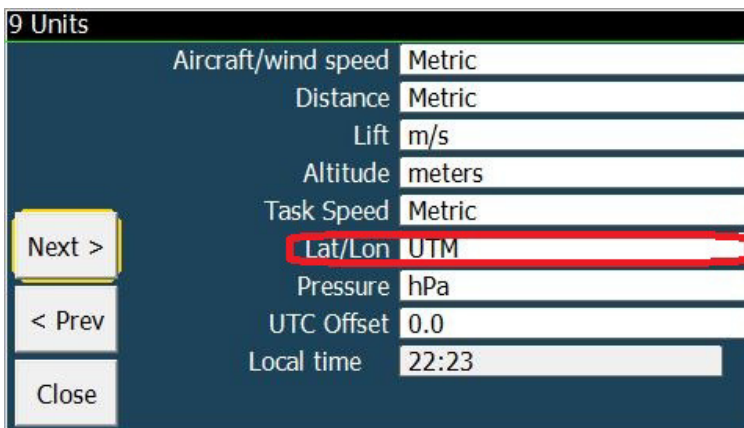 9 Units
Aircraft/wind speed Metric
Distance Metric
Lift m/s
Altitude meters
Task Speed Metric
Next > Lat/Lon UTM
Pressure hPa
< Prev UTC Offset 0.0
Local time 22:23
Close